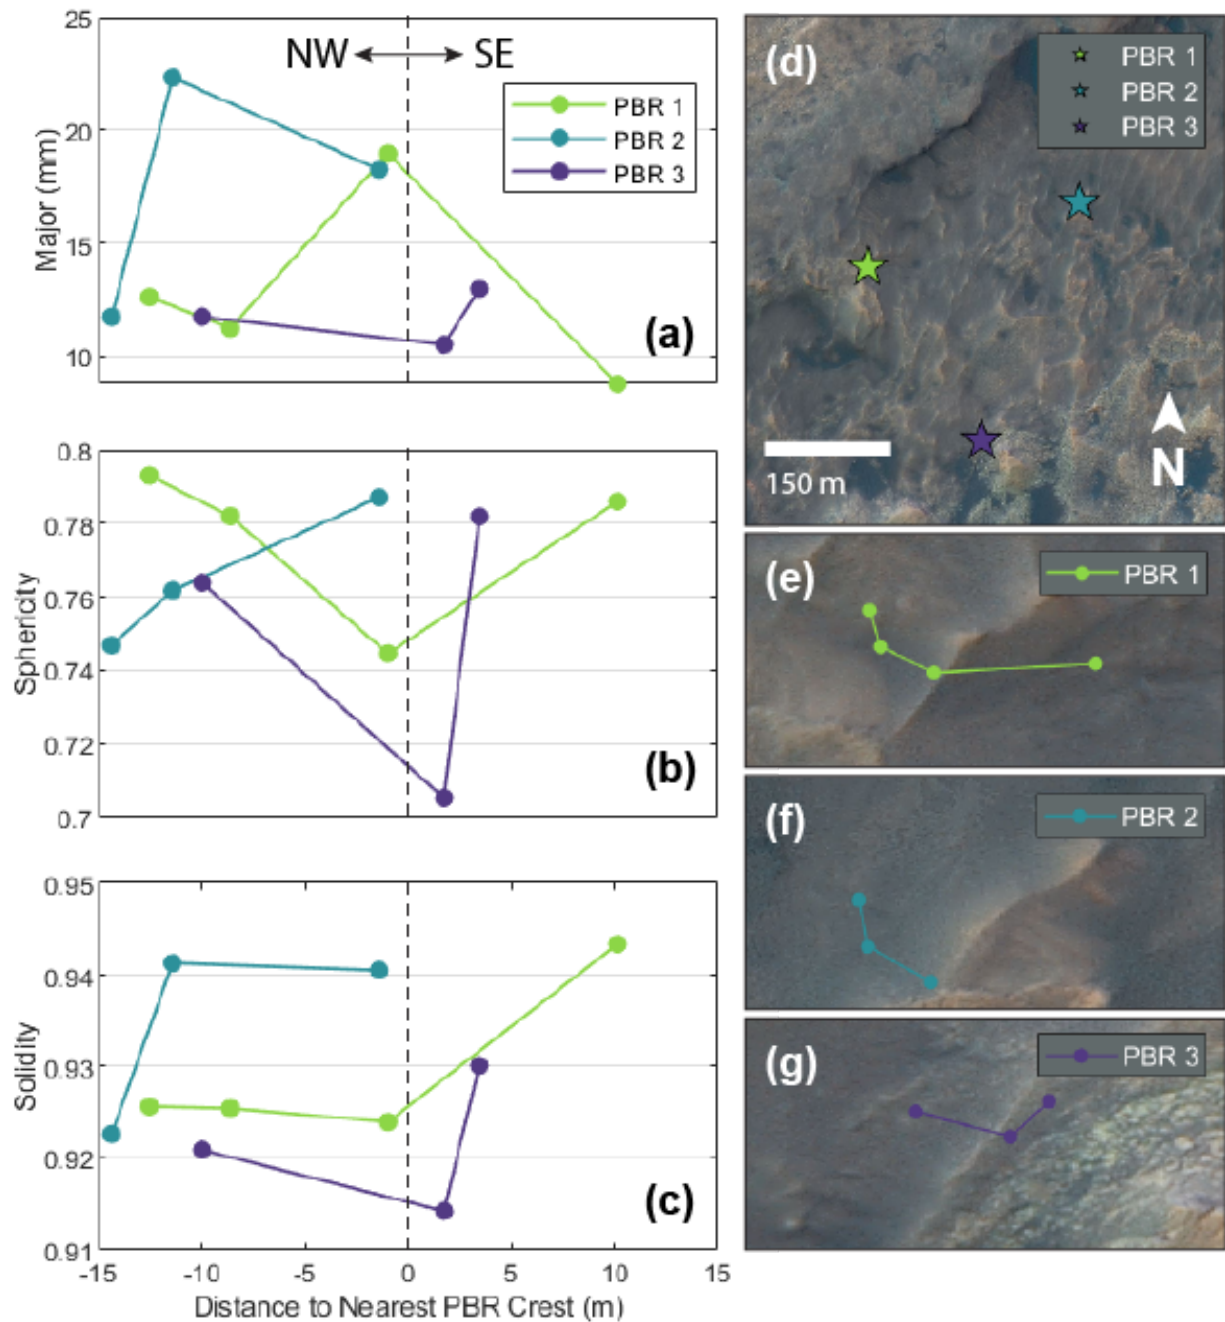 25
20
15
10
Major (mm)
NW
SE
PBR 1
PBR 2
PBR 3
(a)
0.8
0.78
0.76
0.74
0.72
0.7
Sphericity
(b)
0.95
0.94
0.93
0.92
0.91
Solidity
(c)
-15 -10 -5 0 5 10 15
Distance to Nearest PBR Crest (m)
(d)
PBR 1
PBR 2
PBR 3
150 m
N
(e)
PBR 1
(f)
PBR 2
(g)
PBR 3